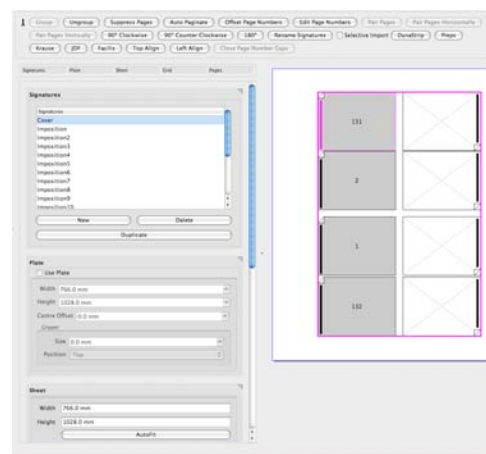 Group Ungroup Suppress Pages Auto Paginate Offset Page Numbers Edit Page Numbers Pair Pages Pair Pages Horizontally
Pair Pages Vertically 90° Clockwise 90° Counter Clockwise 180° Rename Signatures Selective Import DynaStrip Preps
Krause JDF Facilis Top Align Left Align Close Page Number Gaps
Signatures Plate Sheet Grid Pages
Signatures
Signatures
Cover
Imposition
Imposition2
Imposition3
Imposition4
Imposition5
Imposition6
Imposition7
Imposition8
Imposition9
Imposition10
New Delete
Duplicate
Plate
Use Plate
Width 766.0 mm
Height 1028.0 mm
Centre Offset 0.0 mm
Gripper
Size 0.0 mm
Position Top
Sheet
Width 766.0 mm
Height 1028.0 mm
AutoFit
131
2
1
132